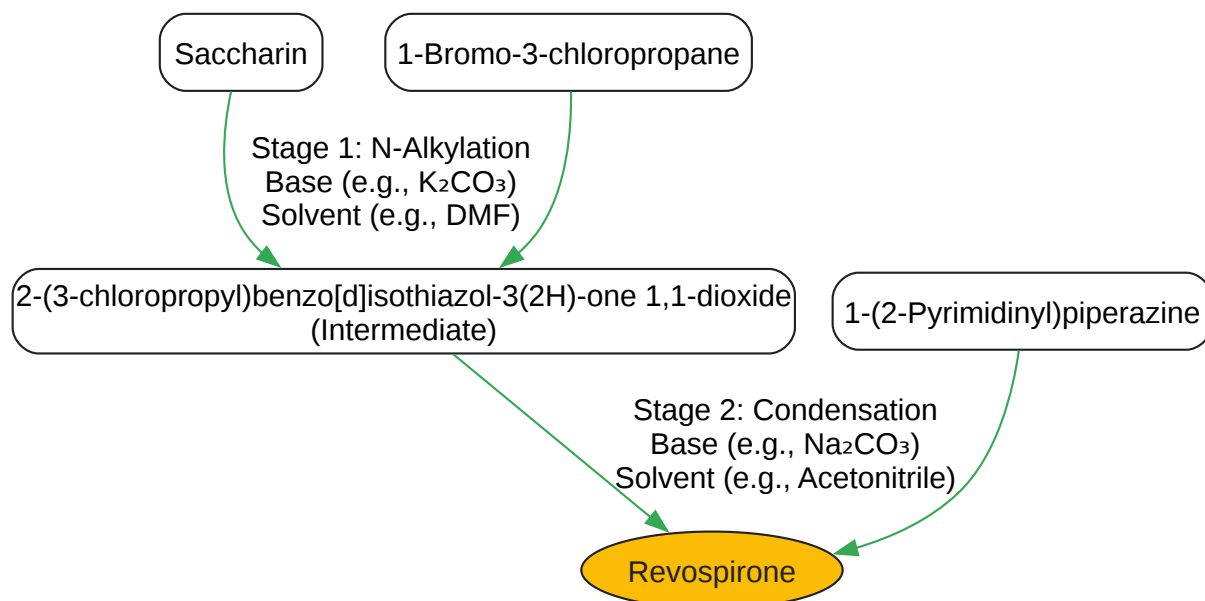 Saccharin
1-Bromo-3-chloropropane
Stage 1: N-Alkylation
Base (e.g., K₂CO₃)
Solvent (e.g., DMF)
2-(3-chloropropyl)benzo[d]isothiazol-3(2H)-one 1,1-dioxide
(Intermediate)
1-(2-Pyrimidinyl)piperazine
Stage 2: Condensation
Base (e.g., Na₂CO₃)
Solvent (e.g., Acetonitrile)
Revospirone